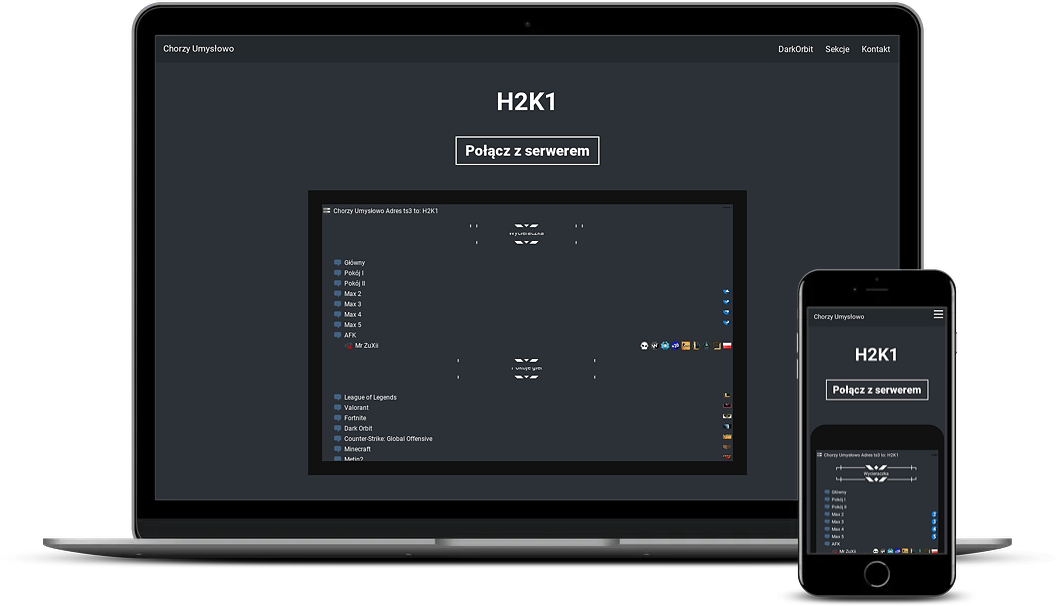 Chorzy Umysłowo
DarkOrbit Sekcje Kontakt
H2K1
Połącz z serwerem
Chorzy Umysłowo Adres ts3 to: H2K1
Główny
Pokój I
Pokój II
Max 2
Max 3
Max 4
Max 5
AFK
Mr ZuXii
League of Legends
Valorant
Fortnite
Dark Orbit
Counter-Strike: Global Offensive
Minecraft
Metin2
Chorzy Umysłowo
H2K1
Połącz z serwerem
Chorzy Umysłowo Adres ts3 to: H2K1
Wycieraczka
Główny
Pokój I
Pokój II
Max 2
Max 3
Max 4
Max 5
AFK
Mr ZuXii